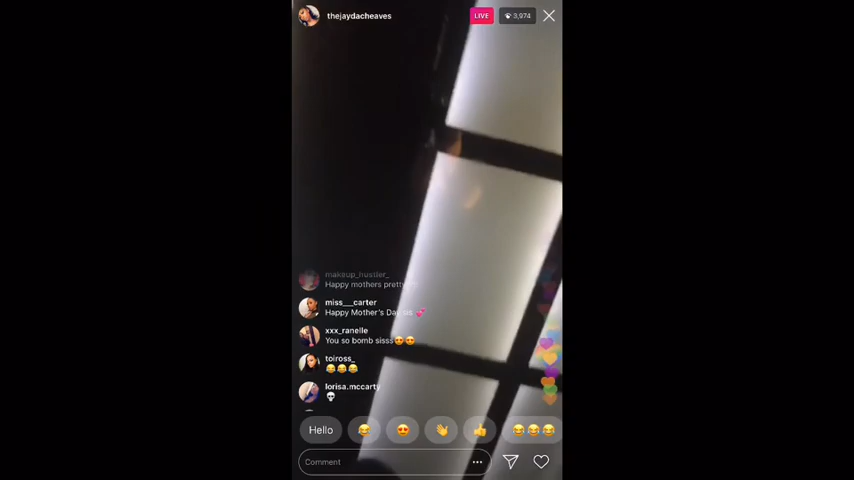 thejaydacheaves
LIVE
3,974
makeup_hustler_
Happy mothers pretty
miss__carter
Happy Mother's Day sis 💕
xxx_ranelle
You so bomb sisss😍😍
toiross_
😂😂😂
lorisa.mccarty
💀
Hello 😂 😍 👋 👍 😂😂😂
Comment